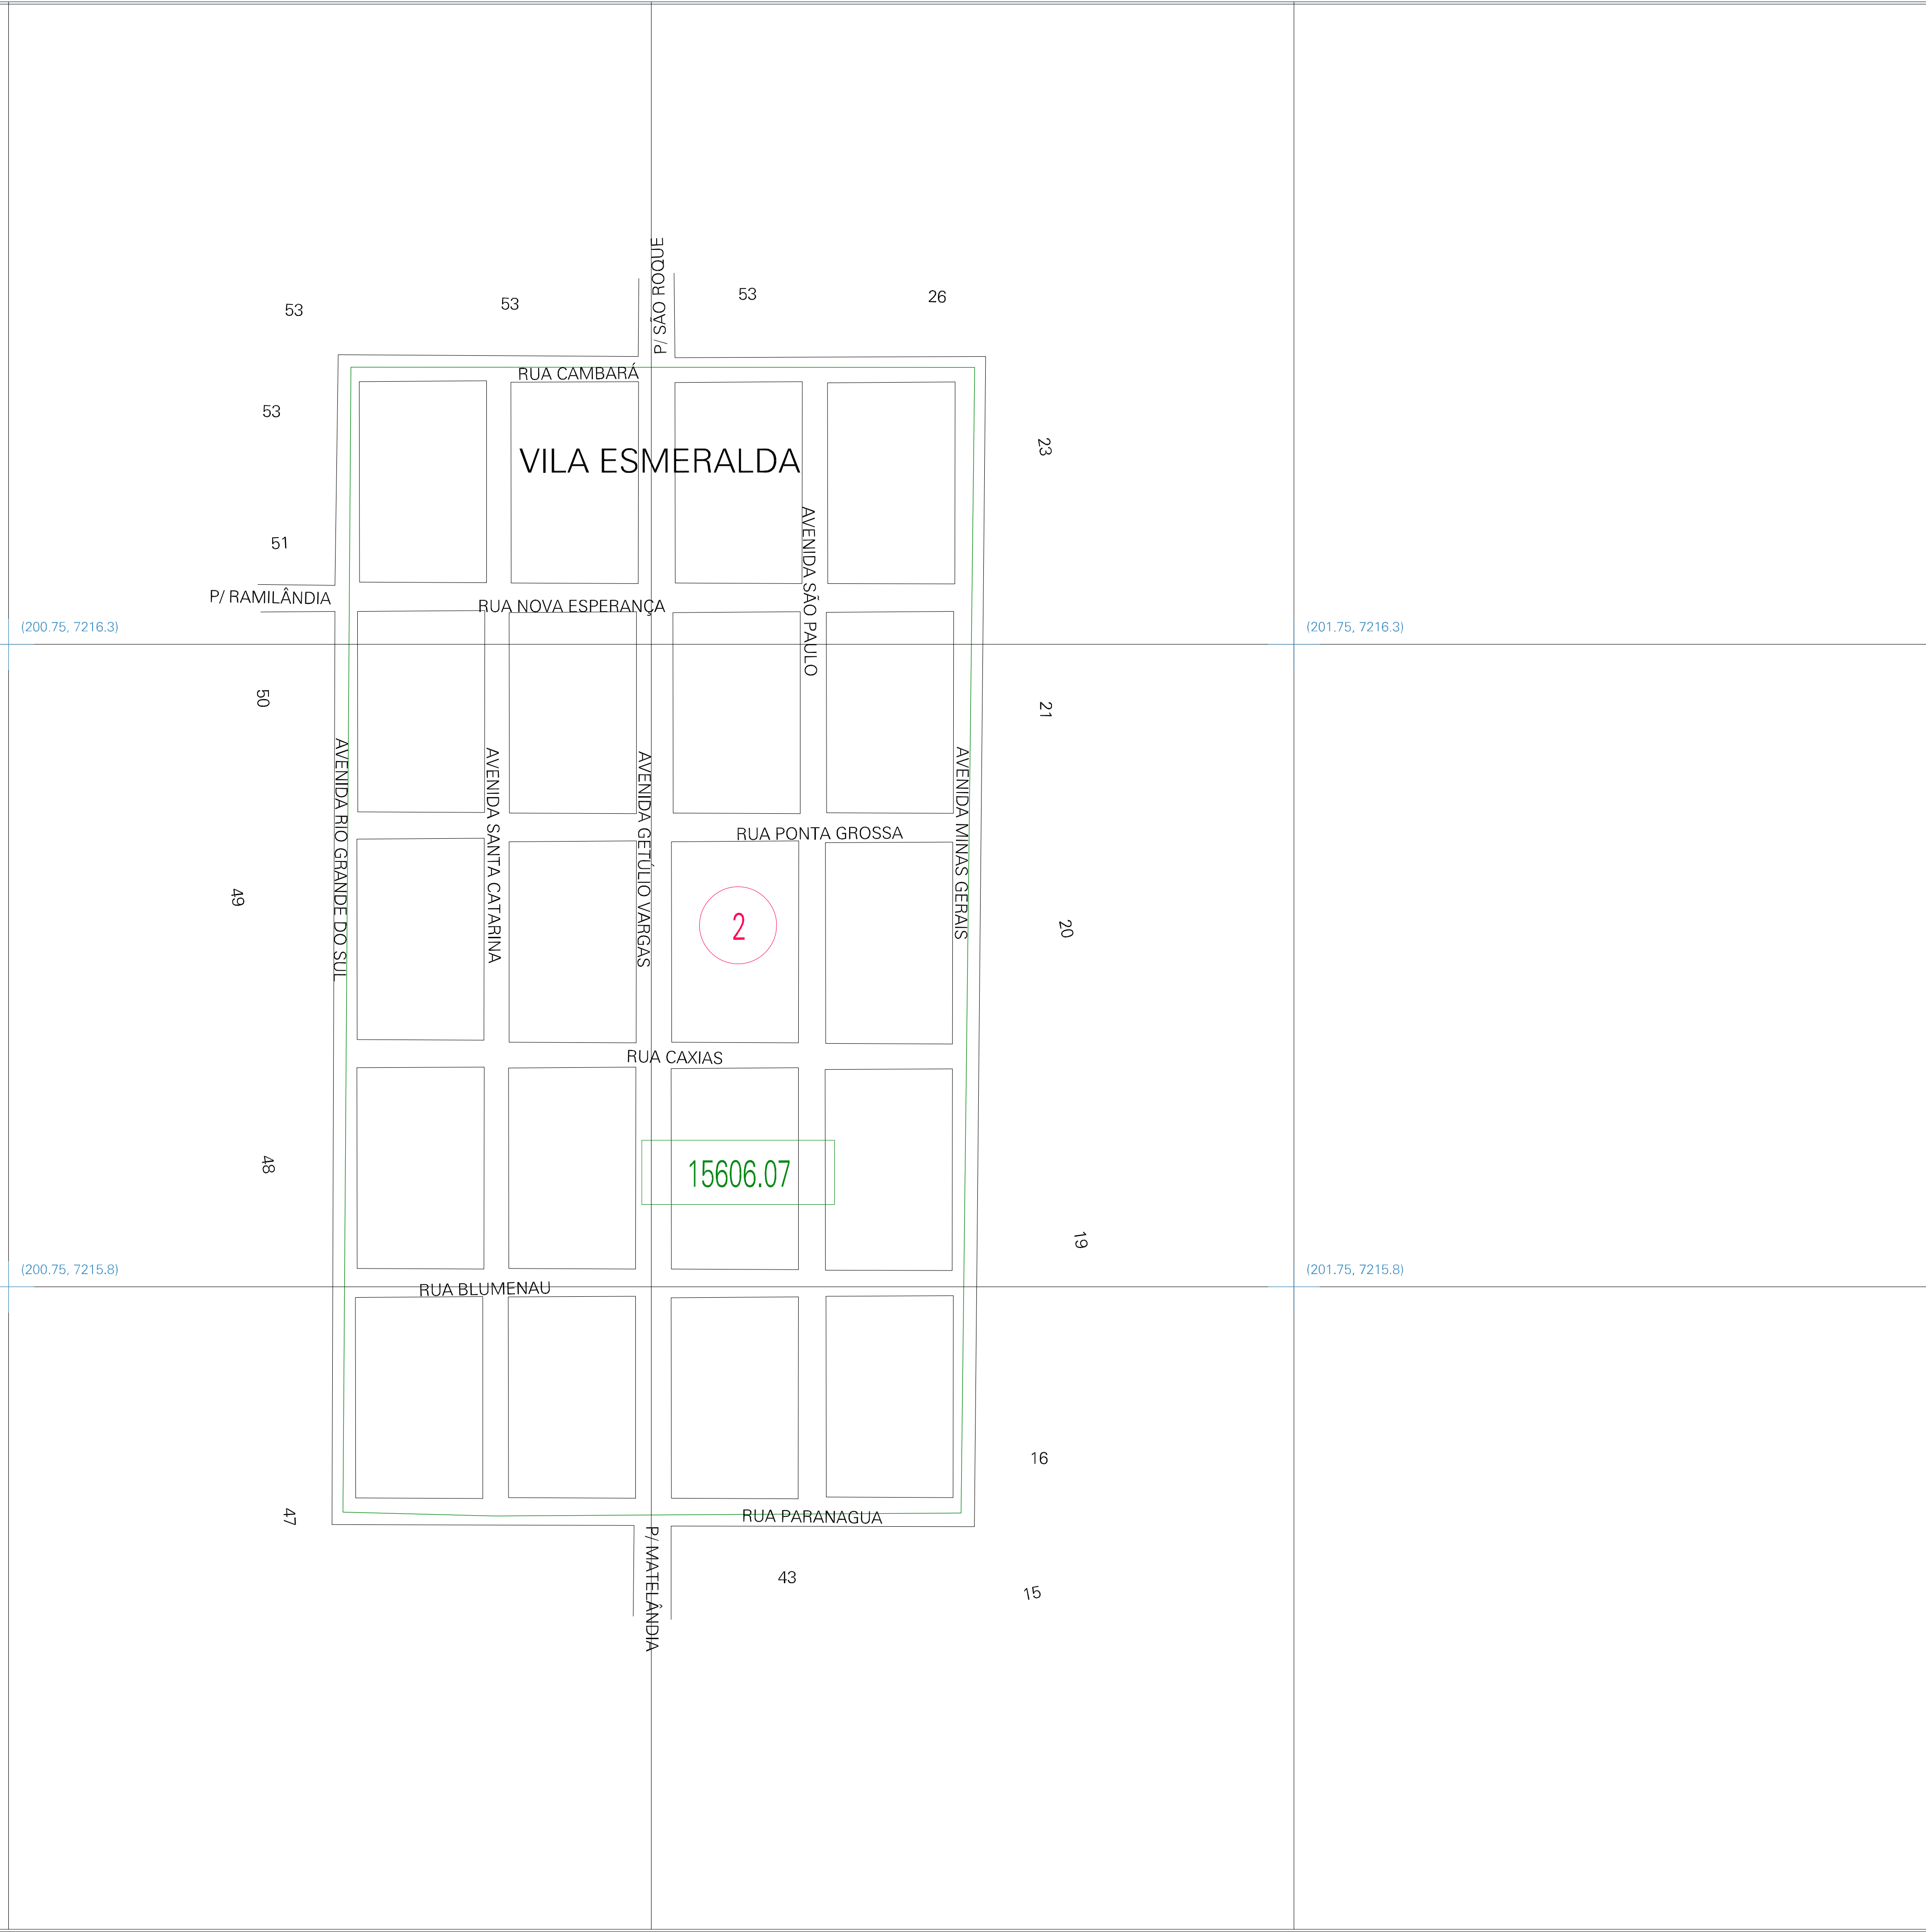 P/ SÃO ROQUE
53
53
53
26
RUA CAMBARÁ
53
23
VILA ESMERALDA
51
AVENIDA SÃO PAULO
P/ RAMILÂNDIA
RUA NOVA ESPERANÇA
(200.75, 7216.3)
(201.75, 7216.3)
50
21
AVENIDA RIO GRANDE DO SUL
AVENIDA SANTA CATARINA
AVENIDA GETÚLIO VARGAS
AVENIDA MINAS GERAIS
RUA PONTA GROSSA
49
2
20
RUA CAXIAS
48
15606.07
19
(200.75, 7215.8)
(201.75, 7215.8)
RUA BLUMENAU
16
47
RUA PARANAGUA
P/ MATELÂNDIA
43
15